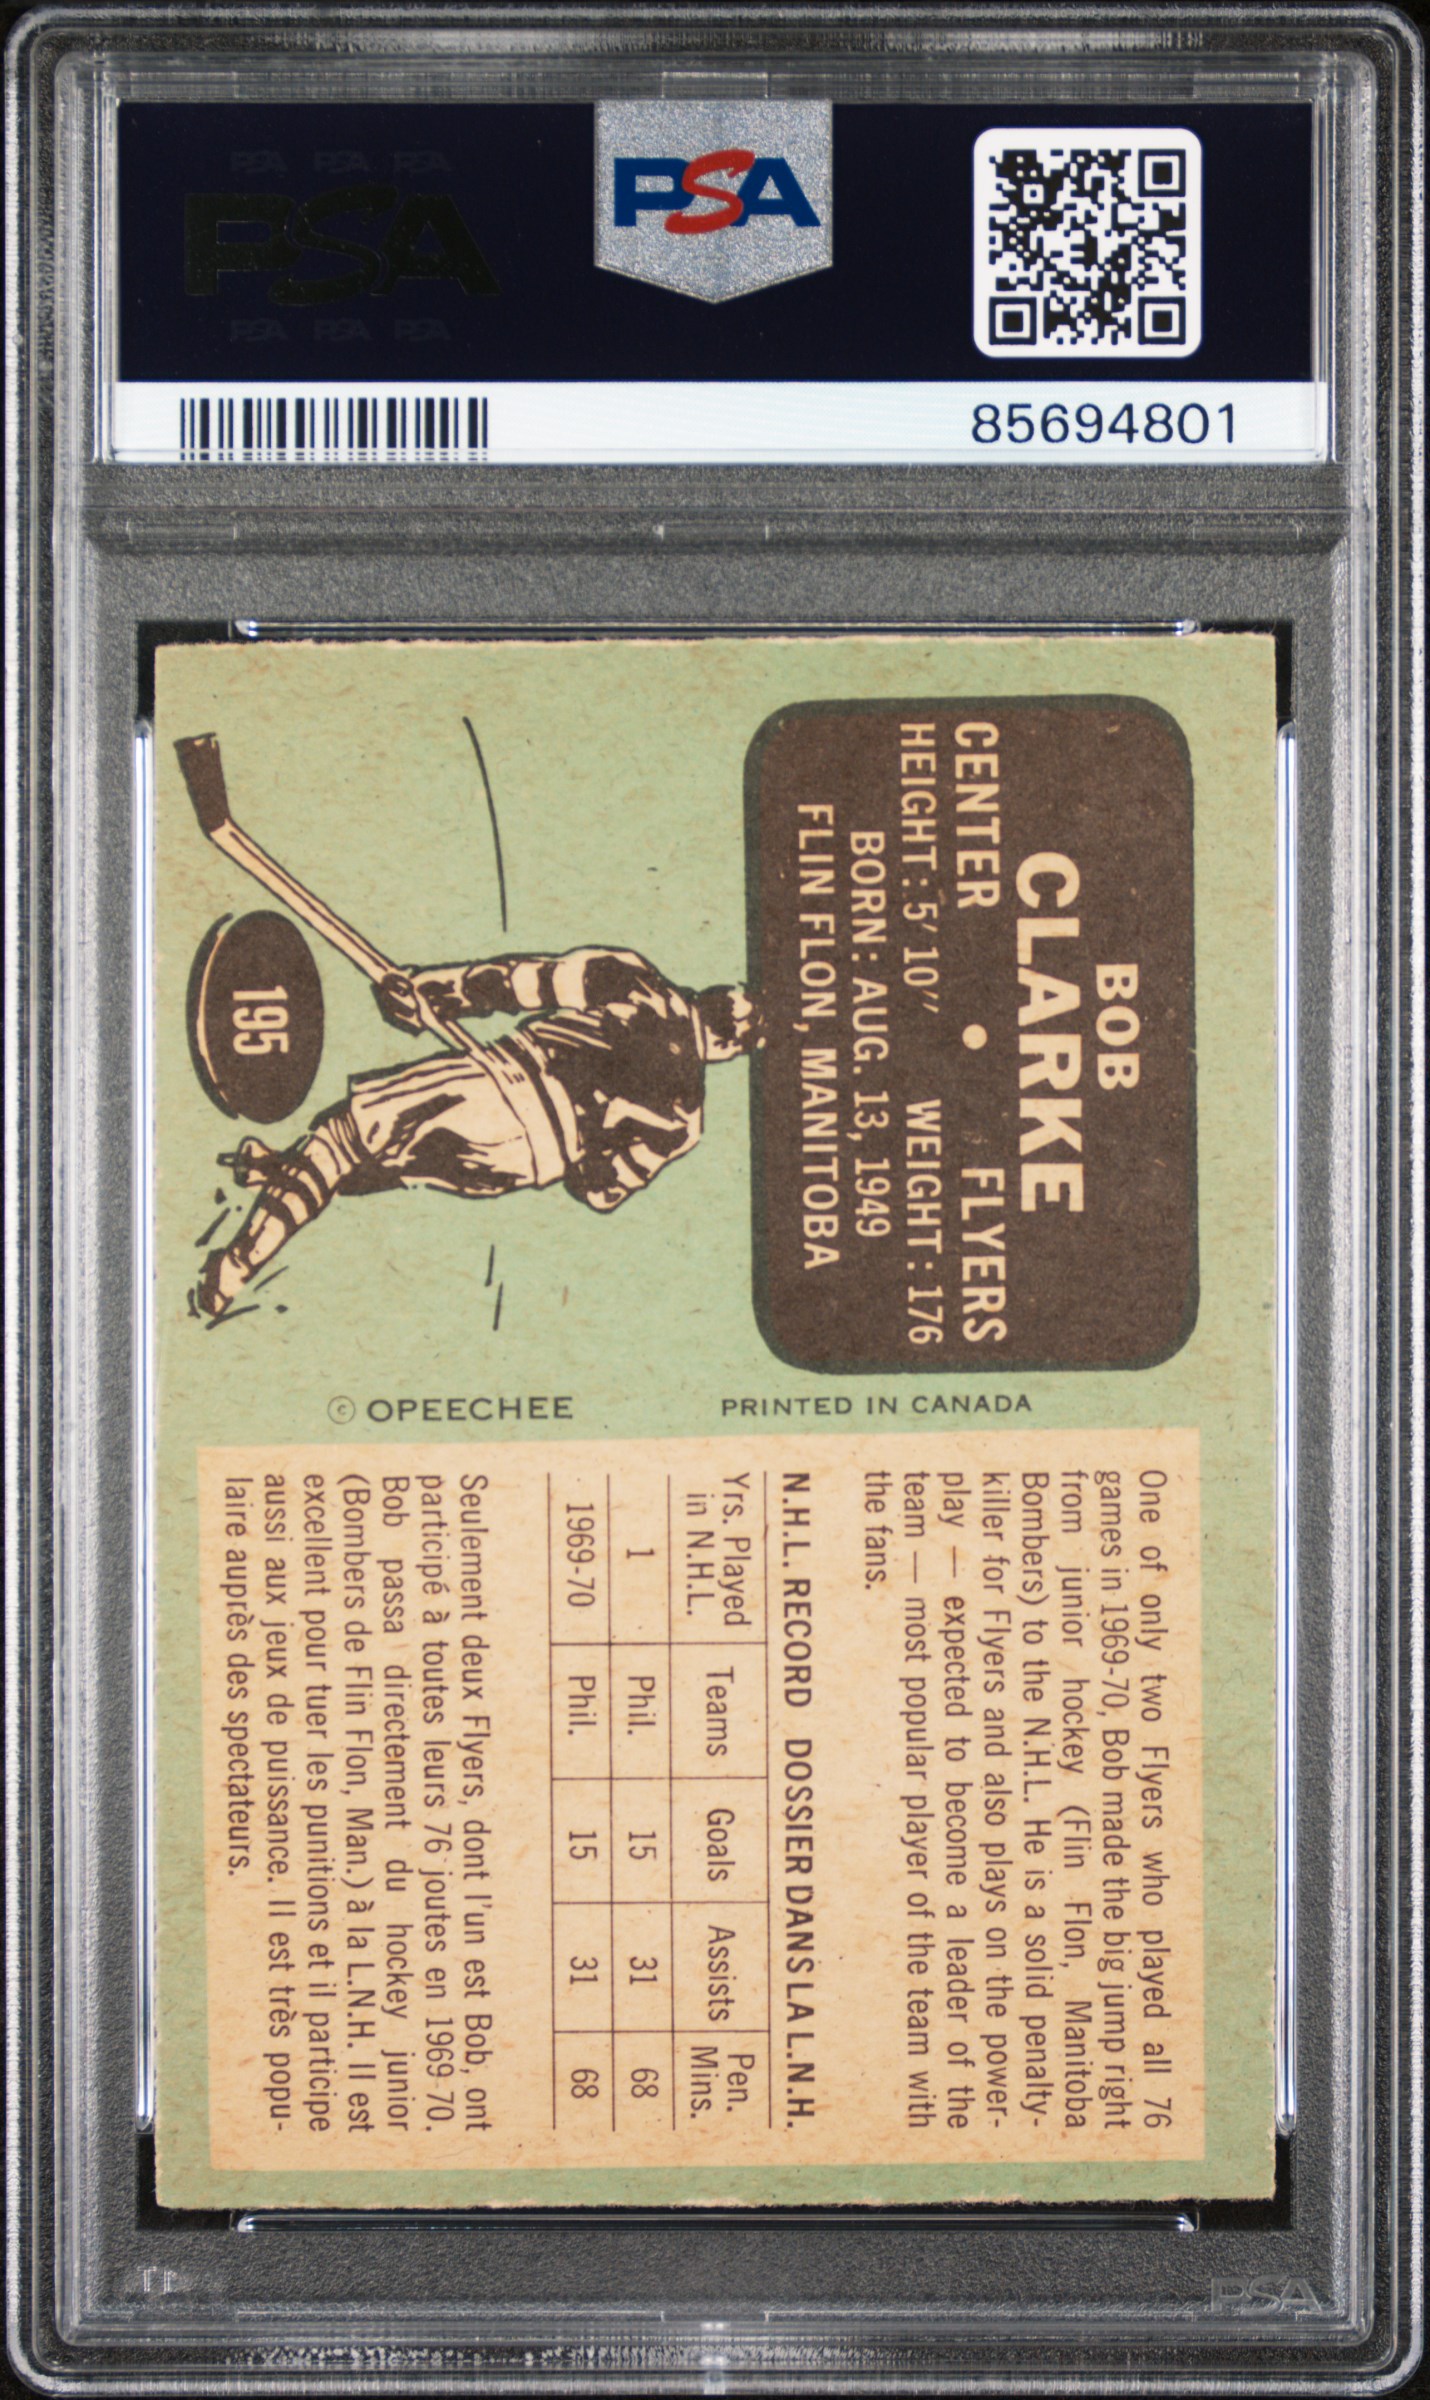 PSA PSA PSA
PSA
PSA PSA PSA
PSA
85694801
BOB
CLARKE
CENTER • FLYERS
HEIGHT: 5'10" WEIGHT: 176
BORN: AUG. 13, 1949
FLIN FLON, MANITOBA
195
© OPEECHEE
PRINTED IN CANADA
One of only two Flyers who played all 76
games in 1969-70, Bob made the big jump right
from junior hockey (Flin Flon, Manitoba
Bombers) to the N.H.L. He is a solid penalty-
killer for Flyers and also plays on the power-
play — expected to become a leader of the
team — most popular player of the team with
the fans.
N.H.L. RECORD DOSSIER DANS LA L.N.H.
Yrs. Played in N.H.L. Teams Goals Assists Pen. Mins.
1 Phil. 15 31 68
1969-70 Phil. 15 31 68
Seulement deux Flyers, dont l'un est Bob, ont
participé à toutes leurs 76 joutes en 1969-70.
Bob passa directement du hockey junior
(Bombers de Flin Flon, Man.) à la L.N.H. Il est
excellent pour tuer les punitions et il participe
aussi aux jeux de puissance. Il est très popu-
laire auprès des spectateurs.
PSA